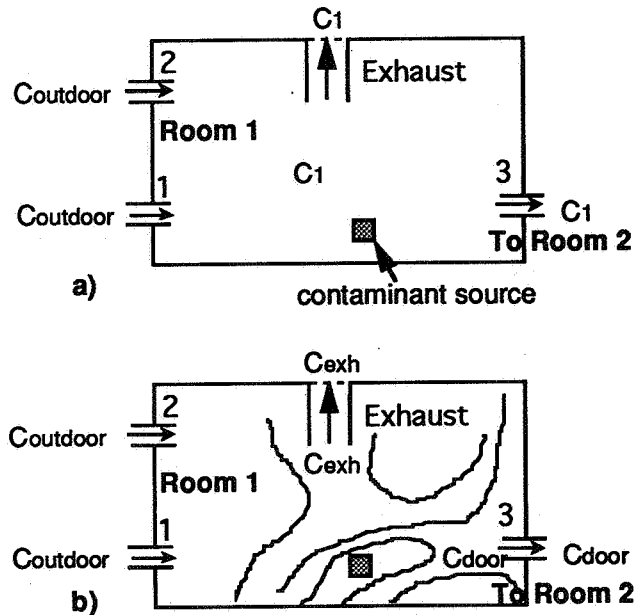 C1
2
Exhaust
Coutdoor
Room 1
C1
1
3
Coutdoor
C1
To Room 2
a)
contaminant source
Cexh
2
Exhaust
Coutdoor
Cexh
Room 1
1
3
Coutdoor
Cdoor
Cdoor
To Room 2
b)